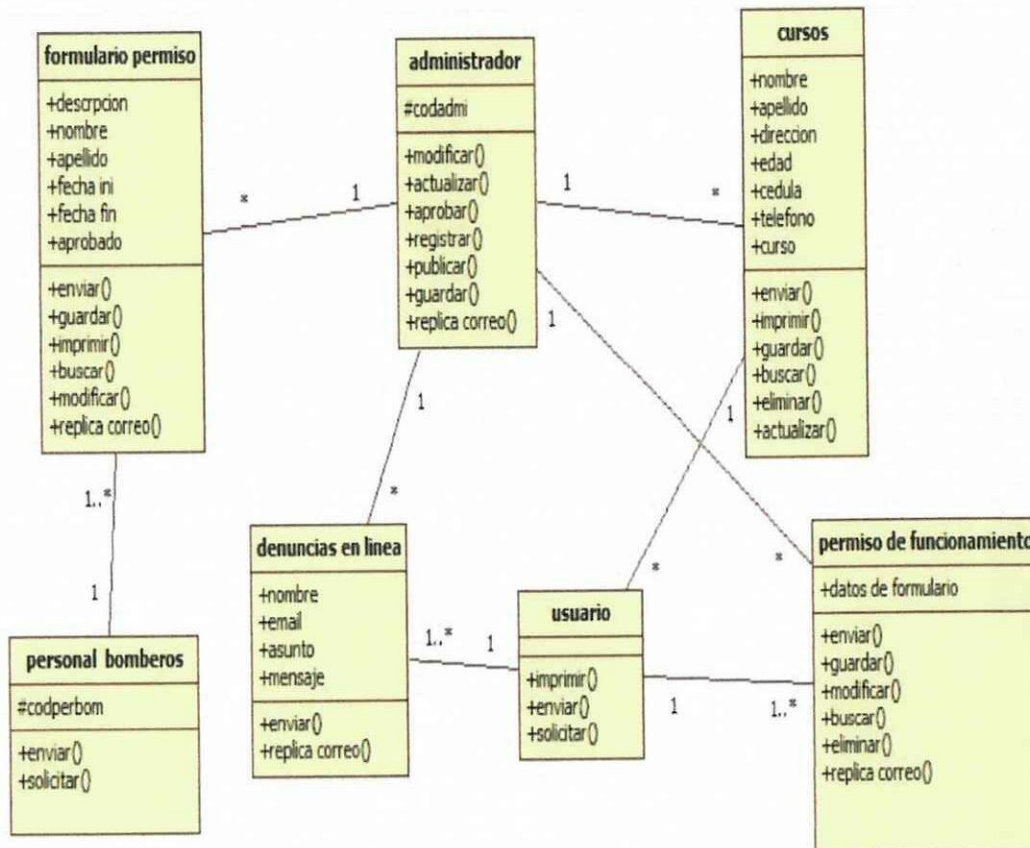 formulario permiso
+descrpcion
+nombre
+apellido
+fecha ini
+fecha fin
+aprobado
+enviar()
+guardar()
+imprimir()
+buscar()
+modificar()
+replica correo()
administrador
#codadmi
+modificar()
+actualizar()
+aprobar()
+registrar()
+publicar()
+guardar()
+replica correo()
cursos
+nombre
+apellido
+direccion
+edad
+cedula
+telefono
+curso
+enviar()
+imprimir()
+guardar()
+buscar()
+eliminar()
+actualizar()
* 1
1 *
1
1
*
1
*
*
1..*
1
1..* 1
1 1..*
personal bomberos
#codperbom
+enviar()
+solicitar()
denuncias en linea
+nombre
+email
+asunto
+mensaje
+enviar()
+replica correo()
usuario
+imprimir()
+enviar()
+solicitar()
permiso de funcionamiento
+datos de formulario
+enviar()
+guardar()
+modificar()
+buscar()
+eliminar()
+replica correo()